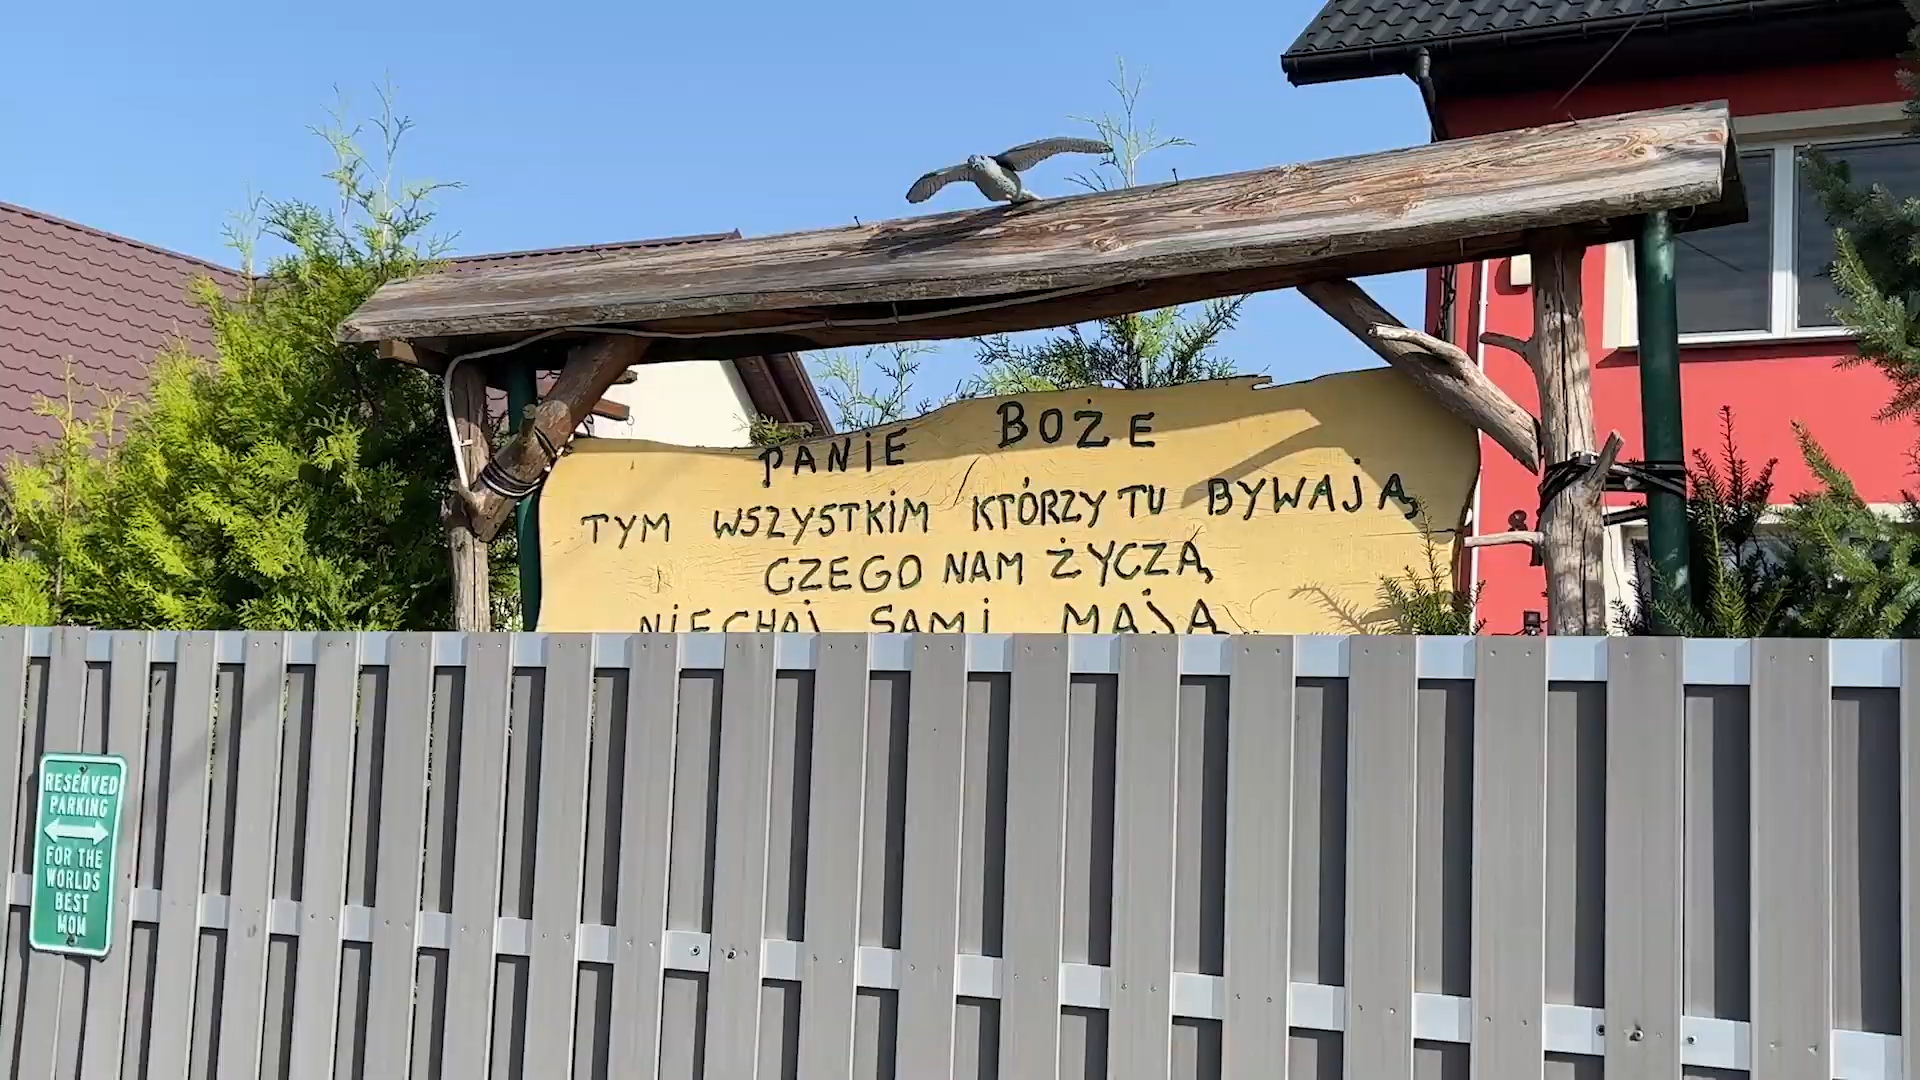 PANIE BOŻE
TYM WSZYSTKIM KTÓRZY TU BYWAJĄ
CZEGO NAM ŻYCZĄ
NIECHAJ SAMI MAJĄ
RESERVED
PARKING
FOR THE
WORLDS
BEST
MOM